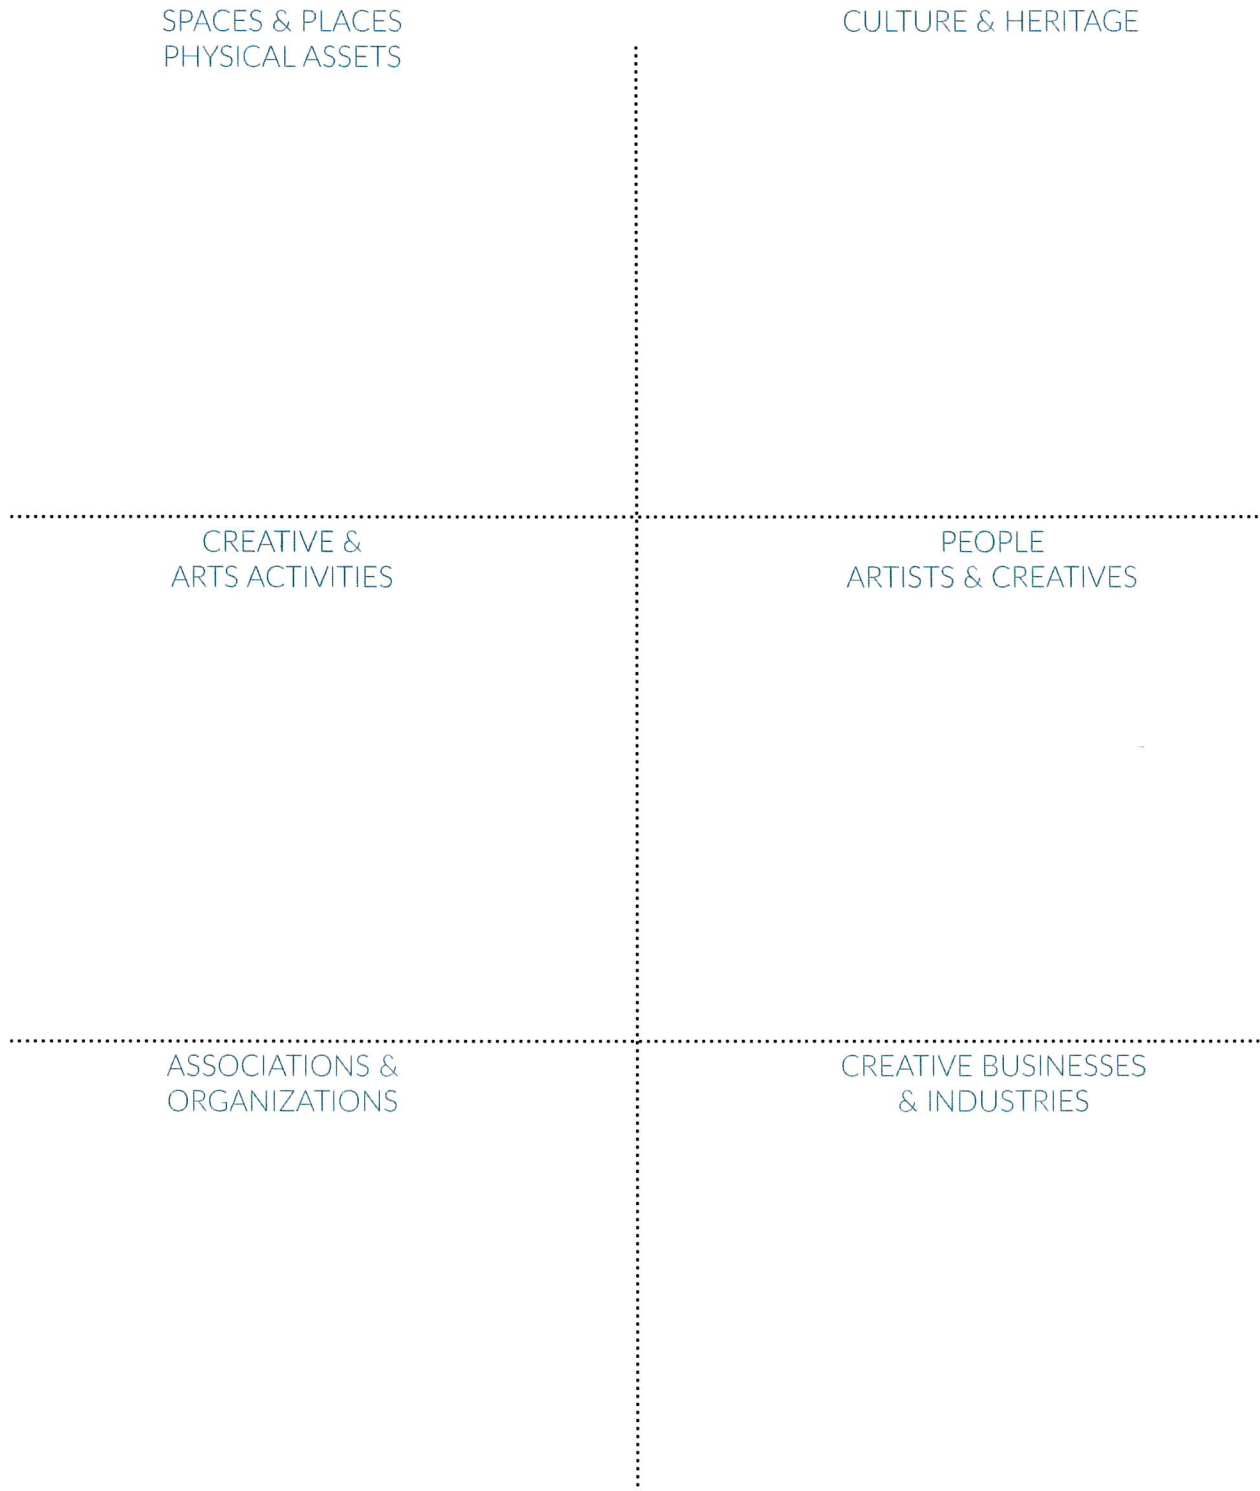 SPACES & PLACES
PHYSICAL ASSETS
CULTURE & HERITAGE
CREATIVE &
ARTS ACTIVITIES
PEOPLE
ARTISTS & CREATIVES
ASSOCIATIONS &
ORGANIZATIONS
CREATIVE BUSINESSES
& INDUSTRIES